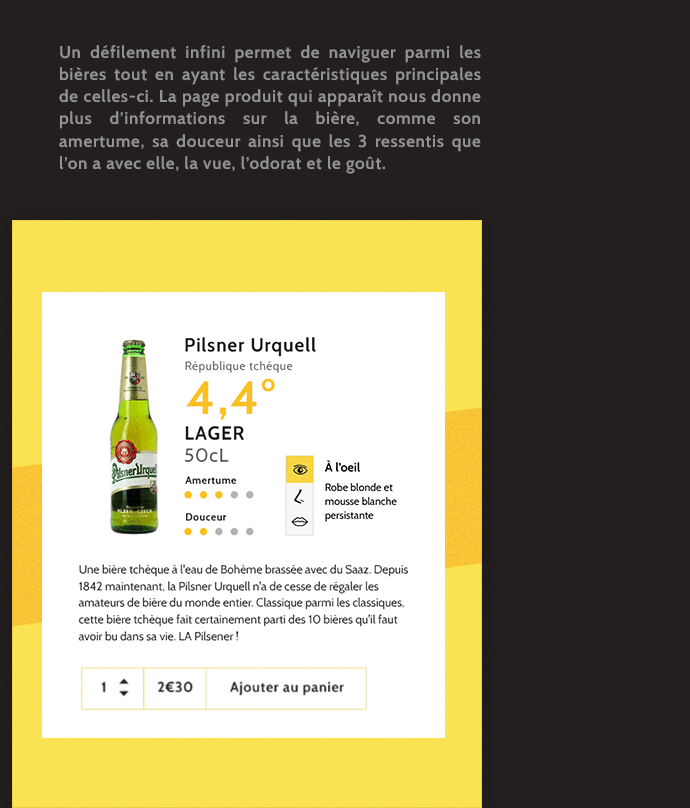 Un défilement infini permet de naviguer parmi les
bières tout en ayant les caractéristiques principales
de celles-ci. La page produit qui apparaît nous donne
plus d'informations sur la bière, comme son
amertume, sa douceur ainsi que les 3 ressentis que
l'on a avec elle, la vue, l'odorat et le goût.
Pilsner Urquell
République tchéque
4,4°
LAGER
50cL
Amertume
Douceur
À l'oeil
Robe blonde et
mousse blanche
persistante
Pilsner Urquell
Une bière tchèque à l'eau de Bohème brassée avec du Saaz. Depuis
1842 maintenant, la Pilsner Urquell n'a de cesse de régaler les
amateurs de bière du monde entier. Classique parmi les classiques,
cette bière tchèque fait certainement parti des 10 bières qu'il faut
avoir bu dans sa vie. LA Pilsener !
1
2€30
Ajouter au panier